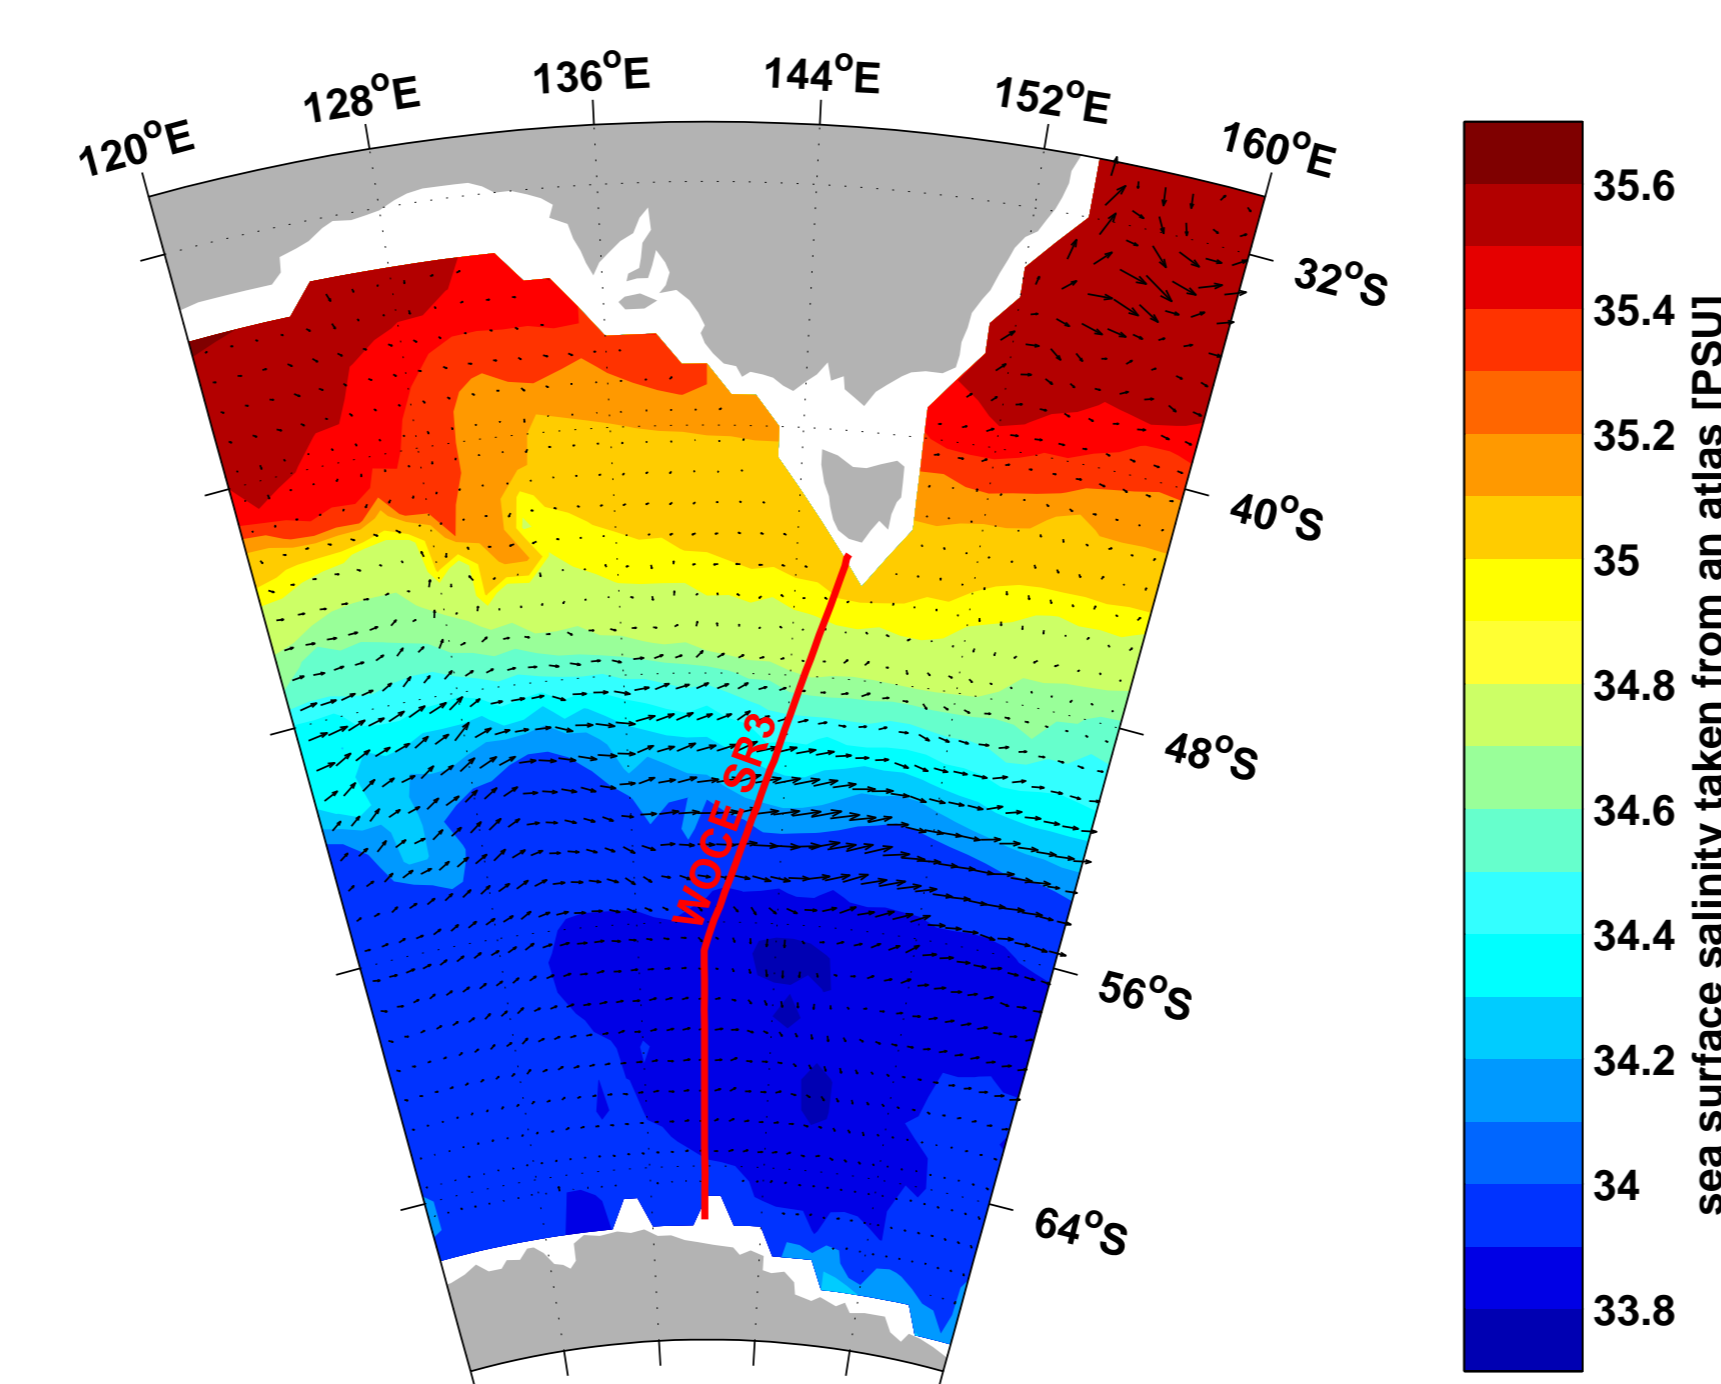 120°E
128°E
136°E
144°E
152°E
160°E
32°S
40°S
48°S
56°S
64°S
WOCE SR3
35.6
35.4
35.2
35
34.8
34.6
34.4
34.2
34
33.8
sea surface salinity taken from an atlas [PSU]